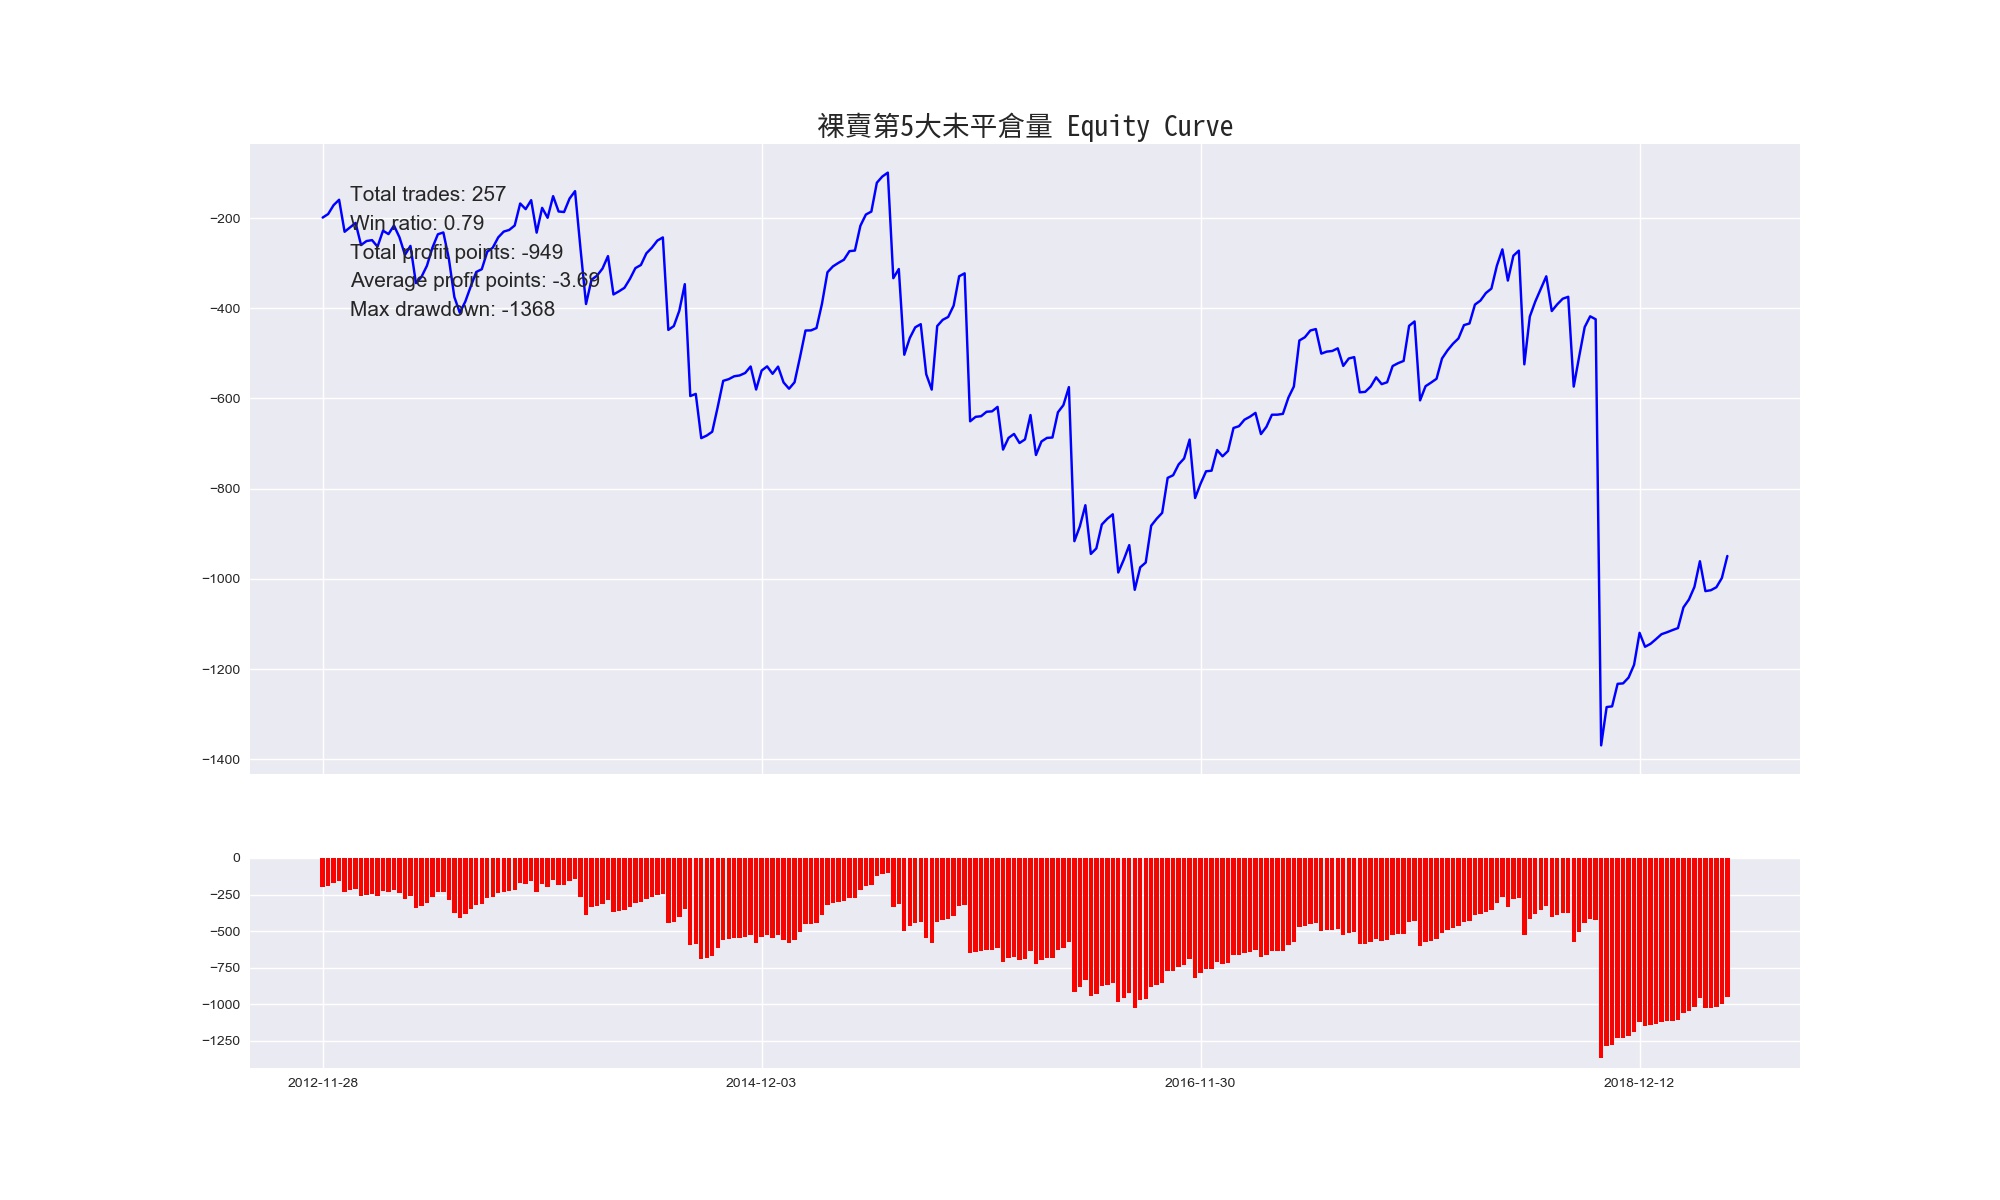 裸賣第5大未平倉量 Equity Curve
Total trades: 257
Win ratio: 0.79
Total profit points: -949
Average profit points: -3.69
Max drawdown: -1368
−200
−400
−600
−800
−1000
−1200
−1400
0
−250
−500
−750
−1000
−1250
2012-11-28 2014-12-03 2016-11-30 2018-12-12